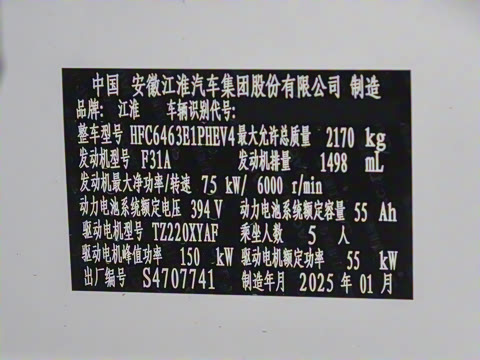 中国 安徽江淮汽车集团股份有限公司 制造
品牌: 江淮 车辆识别代号:
整车型号 HFC6463E1PHEV4 最大允许总质量 2170 kg
发动机型号 F31A 发动机排量 1498 mL
发动机最大净功率/转速 75 kW/ 6000 r/min
动力电池系统额定电压 394 V 动力电池系统额定容量 55 Ah
驱动电机型号 TZ220XYAF 乘坐人数 5 人
驱动电机峰值功率 150 kW 驱动电机额定功率 55 kW
出厂编号 S4707741 制造年月 2025 年 01 月